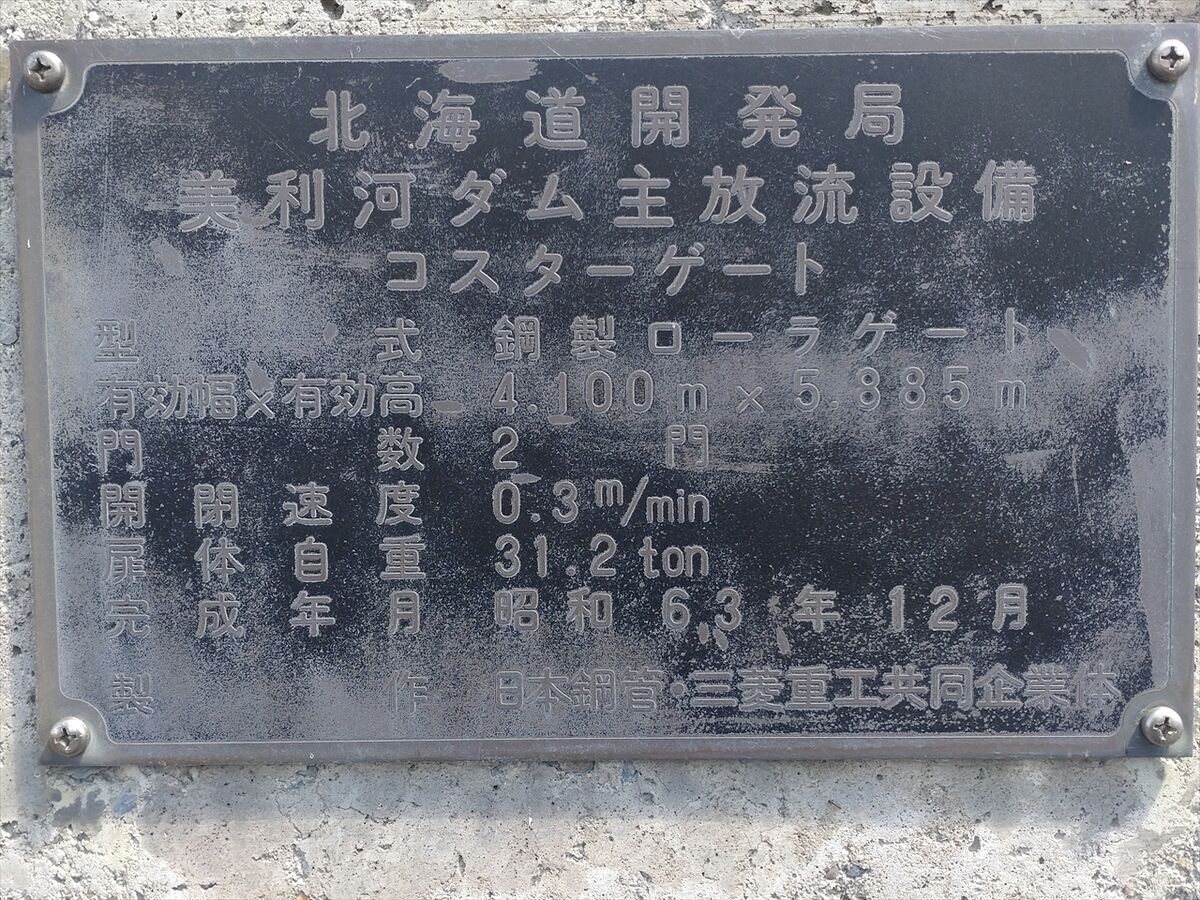 北海道開発局
美利河ダム主放流設備
コスターゲート
型式 鋼製ローラゲート
有効幅×有効高 4.100m×5.885m
門数 2門
開閉速度 0.3m/min
扉体自重 31.2ton
完成年月 昭和63年12月
製作 日本鋼管・三菱重工共同企業体